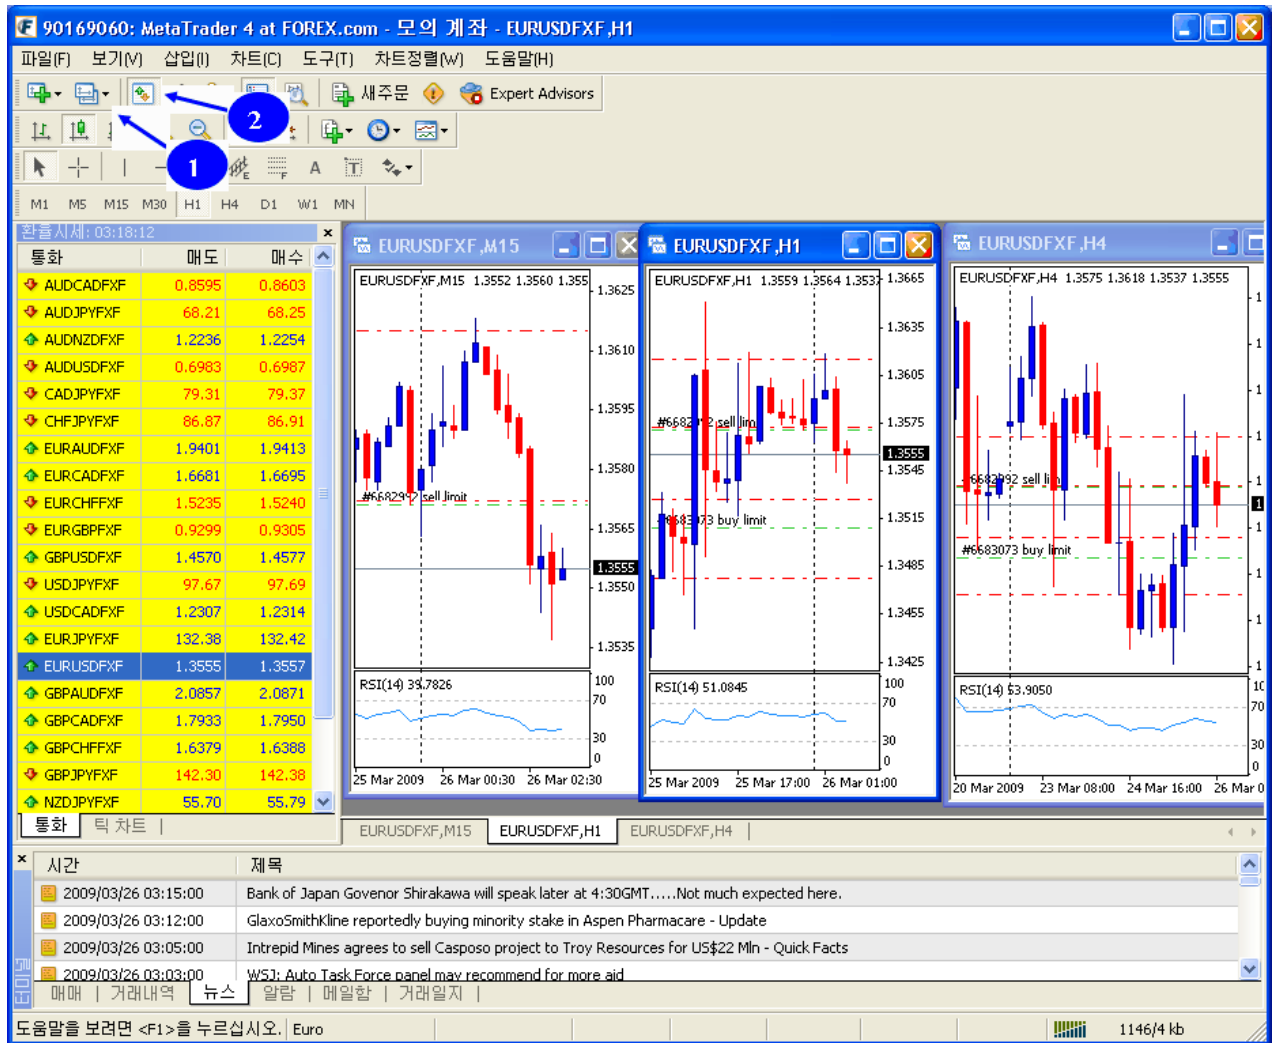 90169060: MetaTrader 4 at FOREX.com - 모의 계좌 - EURUSDFXF,H1
파일(F) 보기(V) 삽입(I) 차트(C) 도구(T) 차트정렬(W) 도움말(H)
새주문 Expert Advisors
2
1
E F A T
M1 M5 M15 M30 H1 H4 D1 W1 MN
환율시세: 03:18:12
통화 매도 매수
AUDCADFXF 0.8595 0.8603
AUDJPYFXF 68.21 68.25
AUDNZDFXF 1.2236 1.2254
AUDUSDFXF 0.6983 0.6987
CADJPYFXF 79.31 79.37
CHFJPYFXF 86.87 86.91
EURAUDFXF 1.9401 1.9413
EURCADFXF 1.6681 1.6695
EURCHFFXF 1.5235 1.5240
EURGBPFXF 0.9299 0.9305
GBPUSDFXF 1.4570 1.4577
USDJPYFXF 97.67 97.69
USDCADFXF 1.2307 1.2314
EURJPYFXF 132.38 132.42
EURUSDFXF 1.3555 1.3557
GBPAUDFXF 2.0857 2.0871
GBPCADFXF 1.7933 1.7950
GBPCHFFXF 1.6379 1.6388
GBPJPYFXF 142.30 142.38
NZDJPYFXF 55.70 55.79
통화 틱 차트
EURUSDFXF,M15
EURUSDFXF,M15 1.3552 1.3560 1.355
1.3625
1.3610
1.3595
1.3580
#6682992 sell limit
1.3565
1.3555
1.3550
1.3535
RSI(14) 39.7826
100
70
30
0
25 Mar 2009 26 Mar 00:30 26 Mar 02:30
EURUSDFXF,H1
EURUSDFXF,H1 1.3559 1.3564 1.3537
1.3665
1.3635
1.3605
#6682992 sell lim
1.3575
1.3555
1.3545
#6683073 buy limit
1.3515
1.3485
1.3455
1.3425
RSI(14) 51.0845
100
70
30
0
25 Mar 2009 25 Mar 17:00 26 Mar 01:00
EURUSDFXF,H4
EURUSDFXF,H4 1.3575 1.3618 1.3537 1.3555
#6682992 sell lim
#6683073 buy limit
RSI(14) 53.9050
70
30
0
20 Mar 2009 23 Mar 08:00 24 Mar 16:00 26 Mar 0
EURUSDFXF,M15 EURUSDFXF,H1 EURUSDFXF,H4
시간 제목
2009/03/26 03:15:00 Bank of Japan Govenor Shirakawa will speak later at 4:30GMT.....Not much expected here.
2009/03/26 03:12:00 GlaxoSmithKline reportedly buying minority stake in Aspen Pharmacare - Update
2009/03/26 03:05:00 Intrepid Mines agrees to sell Casposo project to Troy Resources for US$22 Mln - Quick Facts
2009/03/26 03:03:00 WSJ: Auto Task Force panel may recommend for more aid
매매 거래내역 뉴스 알람 메일함 거래일지
도움말을 보려면 <F1>을 누르십시오. Euro 1146/4 kb